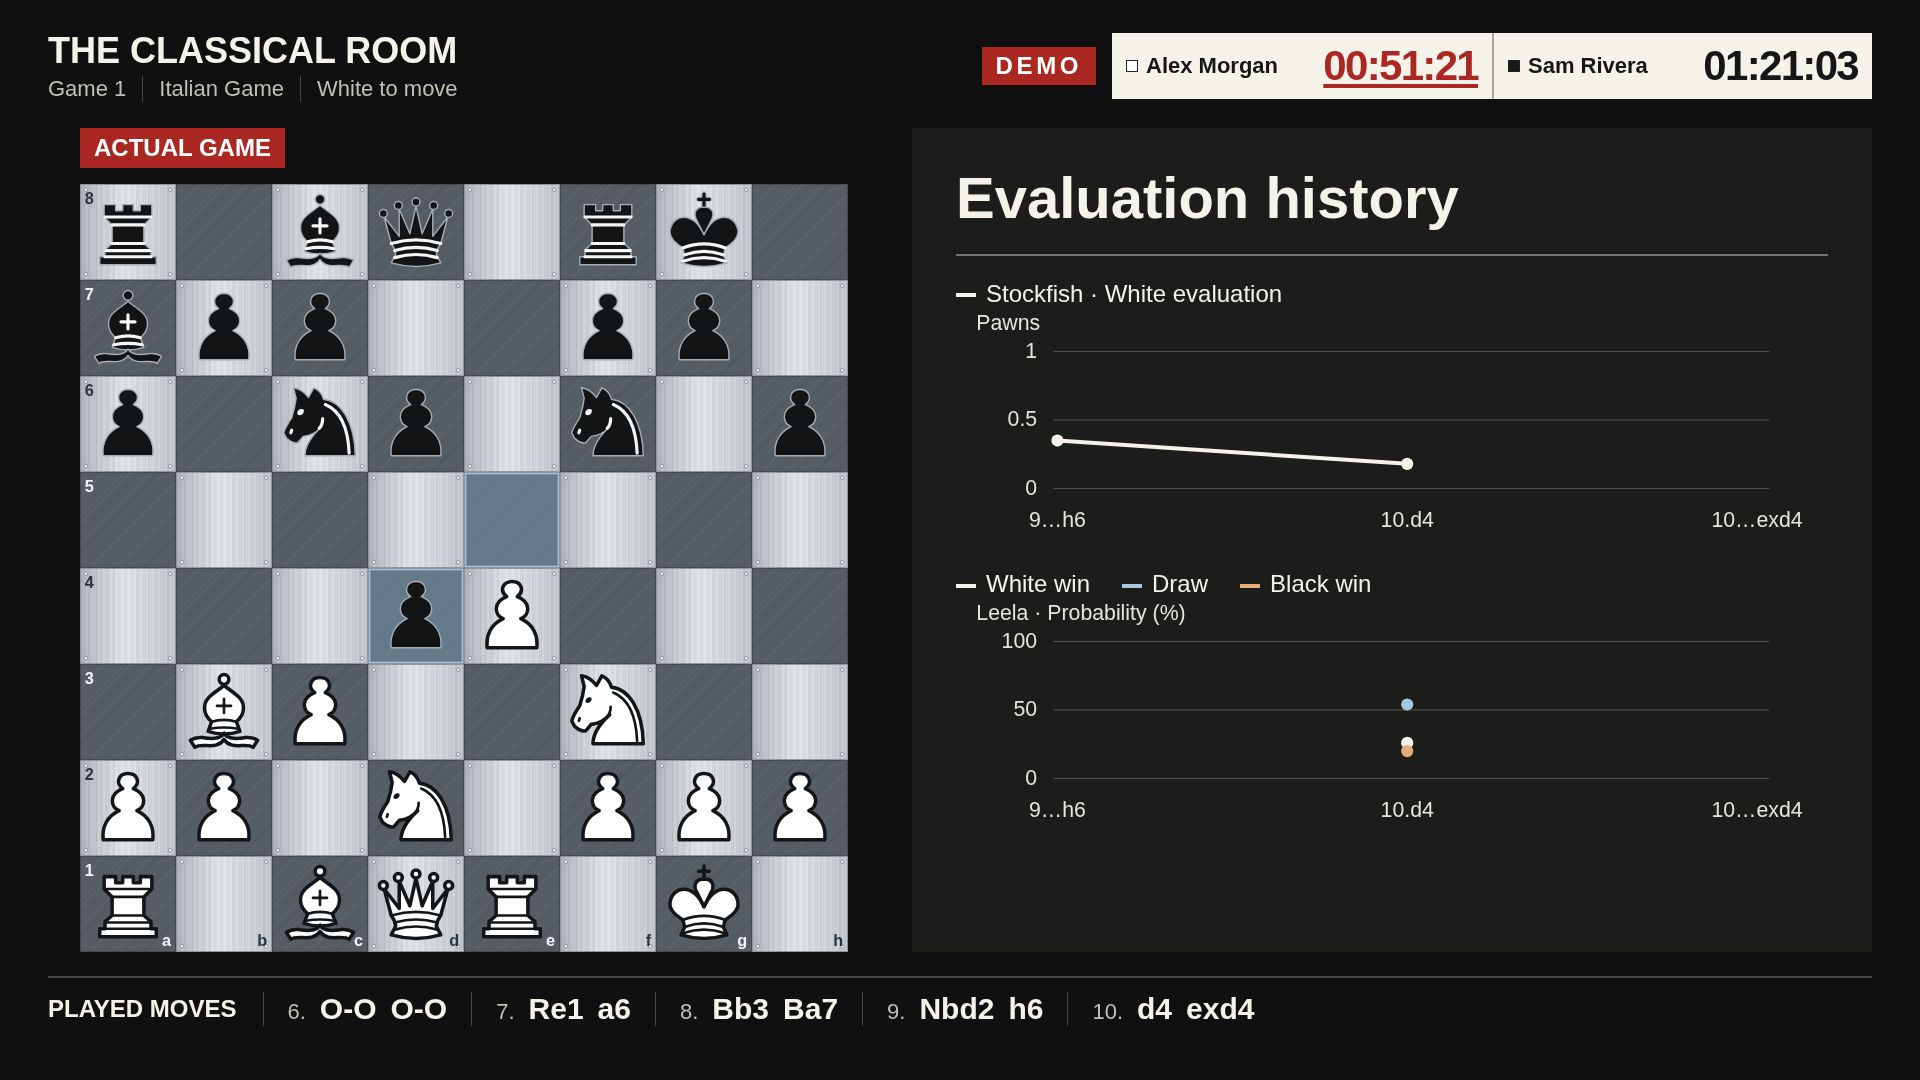 THE CLASSICAL ROOM
Game 1 Italian Game White to move
DEMO
Alex Morgan 00:51:21 Sam Rivera 01:21:03
ACTUAL GAME
8
7
6
5
4
3
2
1
a b c d e f g h
Evaluation history
Stockfish · White evaluation
Pawns
1
0.5
0
9…h6 10.d4 10…exd4
White win Draw Black win
Leela · Probability (%)
100
50
0
9…h6 10.d4 10…exd4
PLAYED MOVES 6. O-O O-O 7. Re1 a6 8. Bb3 Ba7 9. Nbd2 h6 10. d4 exd4